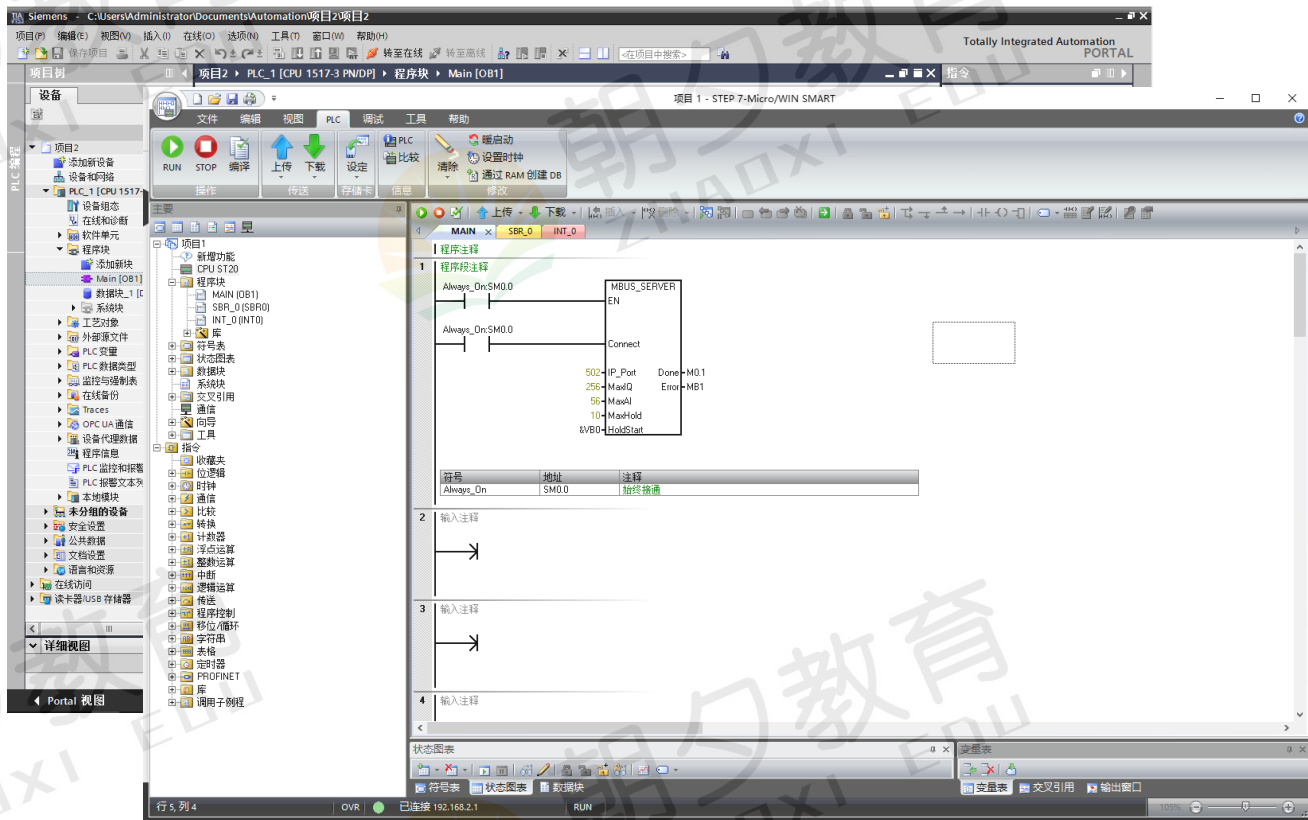 Siemens - C:\Users\Administrator\Documents\Automation\项目2\项目2
项目(P) 编辑(E) 视图(V) 插入(I) 在线(O) 选项(N) 工具(T) 窗口(W) 帮助(H)
Totally Integrated Automation
PORTAL
保存项目 转至在线 转至离线 <在项目中搜索>
项目树
项目2 PLC_1 [CPU 1517-3 PN/DP] 程序块 Main [OB1]
指令
设备
PLC 编程
项目2
添加新设备
设备和网络
PLC_1 [CPU 1517-
设备组态
在线和诊断
软件单元
程序块
添加新块
Main [OB1]
数据块_1 [D
系统块
工艺对象
外部源文件
PLC 变量
PLC 数据类型
监控与强制表
在线备份
Traces
OPC UA 通信
设备代理数据
程序信息
PLC 监控和报警
PLC 报警文本列
本地模块
未分组的设备
安全设置
公共数据
文档设置
语言和资源
在线访问
读卡器/USB 存储器
详细视图
Portal 视图
项目 1 - STEP 7-Micro/WIN SMART
文件 编辑 视图 PLC 调试 工具 帮助
RUN STOP 编译 上传 下载 设定 PLC 比较 清除 暖启动
设置时钟
通过 RAM 创建 DB
操作 传送 存储卡 信息 修改
主要
上传 下载 插入 删除
MAIN SBR_0 INT_0
项目1
新增功能
CPU ST20
程序块
MAIN (OB1)
SBR_0 (SBR0)
INT_0 (INT0)
库
符号表
状态图表
数据块
系统块
交叉引用
通信
向导
工具
指令
收藏夹
位逻辑
时钟
通信
比较
转换
计数器
浮点运算
整数运算
中断
逻辑运算
传送
程序控制
移位/循环
字符串
表格
定时器
PROFINET
库
调用子例程
程序注释
1 程序段注释
Always_On:SM0.0 MBUS_SERVER
EN
Always_On:SM0.0
Connect
502 IP_Port Done M0.1
256 MaxIQ Error MB1
56 MaxAI
10 MaxHold
&VB0 HoldStart
符号 地址 注释
Always_On SM0.0 始终接通
2 输入注释
3 输入注释
4 输入注释
状态图表 变量表
符号表 状态图表 数据块 变量表 交叉引用 输出窗口
行 5, 列 4 OVR 已连接 192.168.2.1 RUN 105%
朝夕教育
ZHAOXI EDU